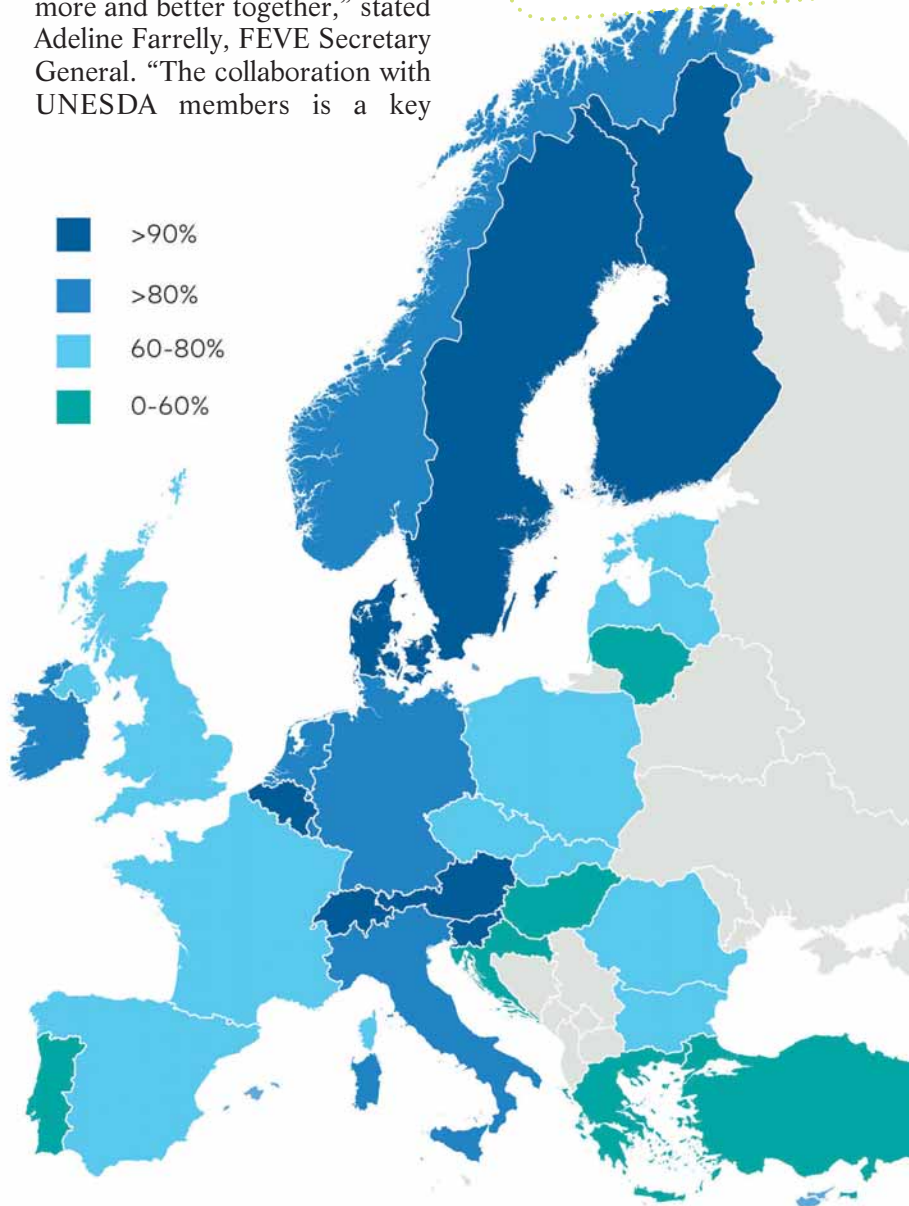 more and better together,” stated
Adeline Farrelly, FEVE Secretary
General. “The collaboration with
UNESDA members is a key
>90%
>80%
60-80%
0-60%